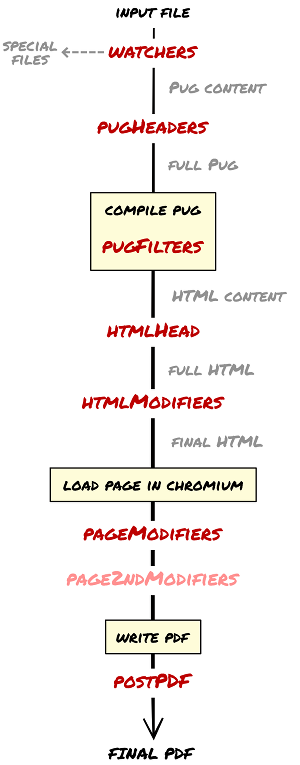 INPUT FILE
SPECIAL
FILES
WATCHERS
PUG CONTENT
PUGHEADERS
FULL PUG
COMPILE PUG
PUGFILTERS
HTML CONTENT
HTMLHEAD
FULL HTML
HTMLMODIFIERS
FINAL HTML
LOAD PAGE IN CHROMIUM
PAGEMODIFIERS
PAGE2NDMODIFIERS
WRITE PDF
POSTPDF
FINAL PDF